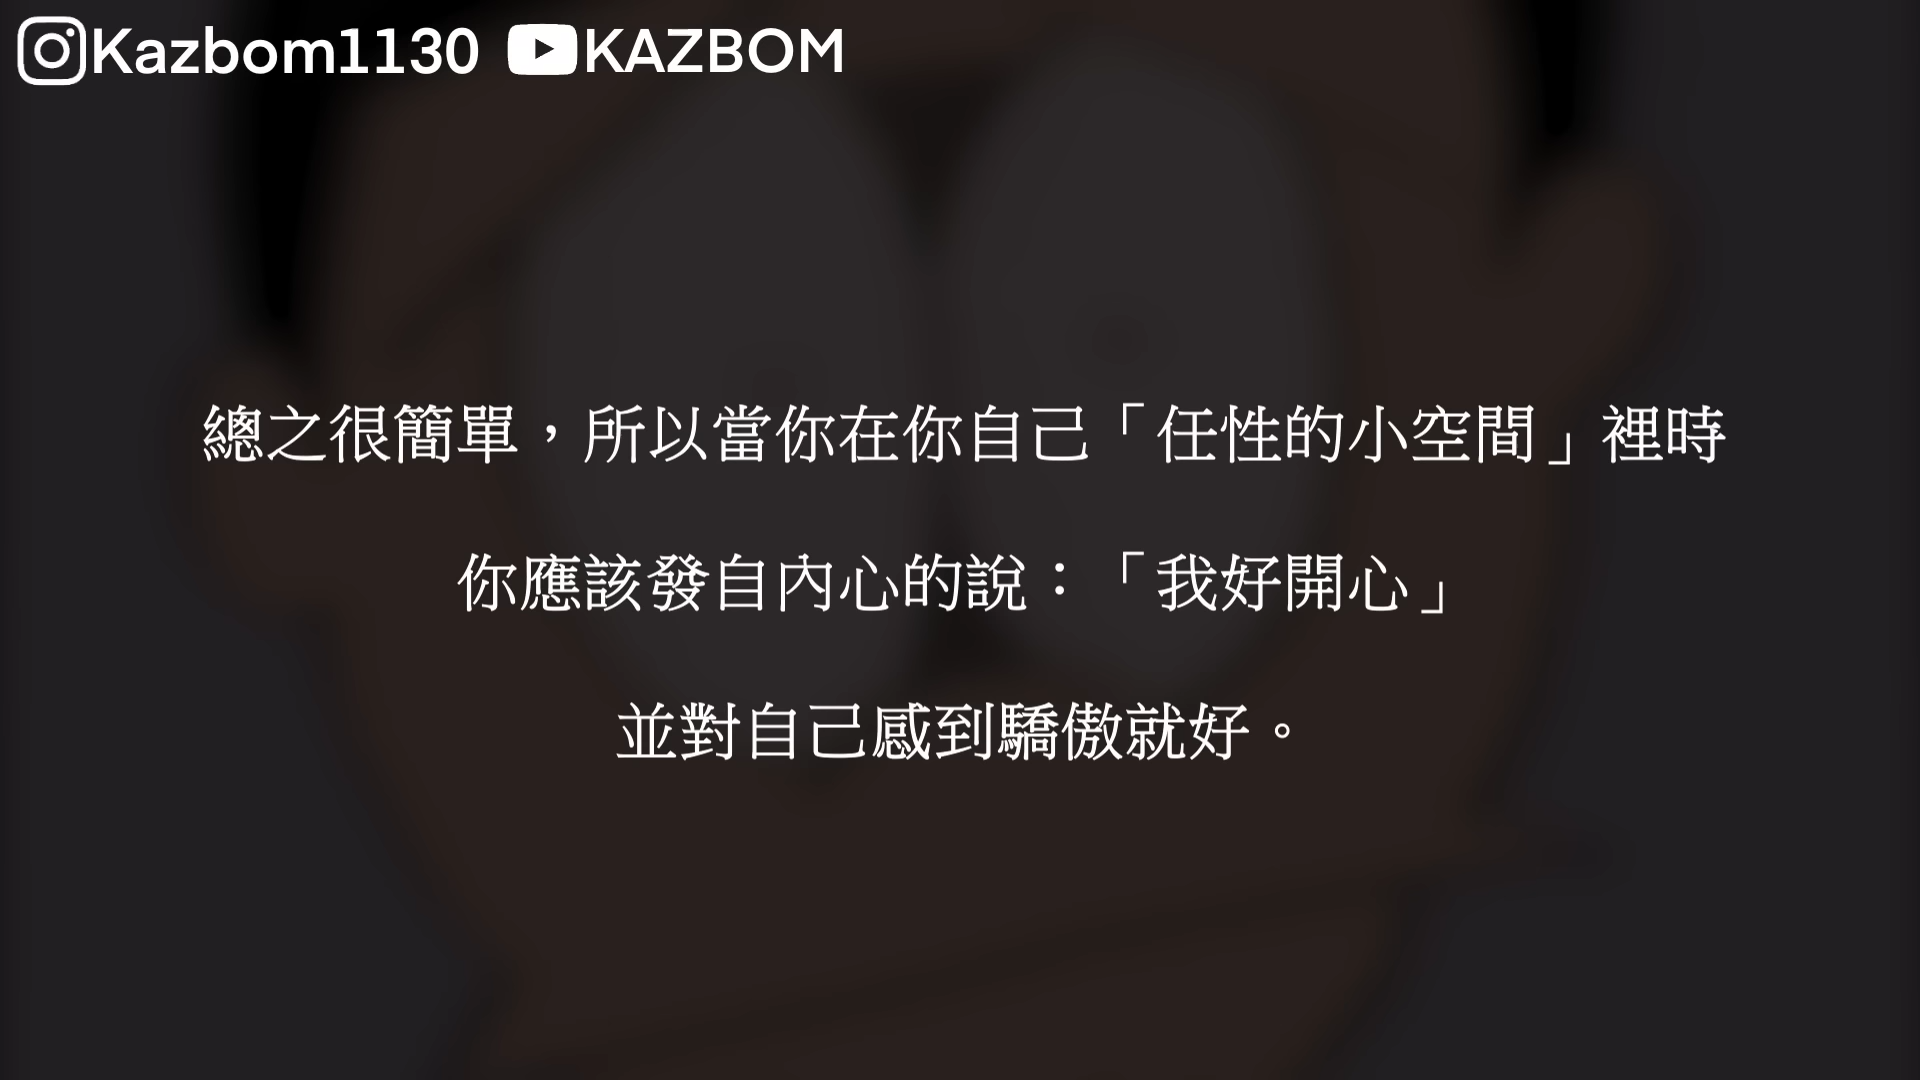 Kazbom1130 KAZBOM
總之很簡單，所以當你在你自己「任性的小空間」裡時
你應該發自內心的說：「我好開心」
並對自己感到驕傲就好。